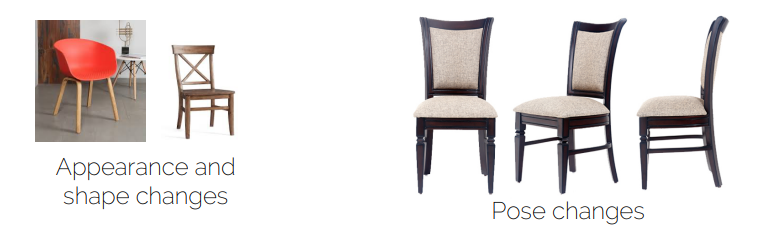 Appearance and
shape changes
Pose changes